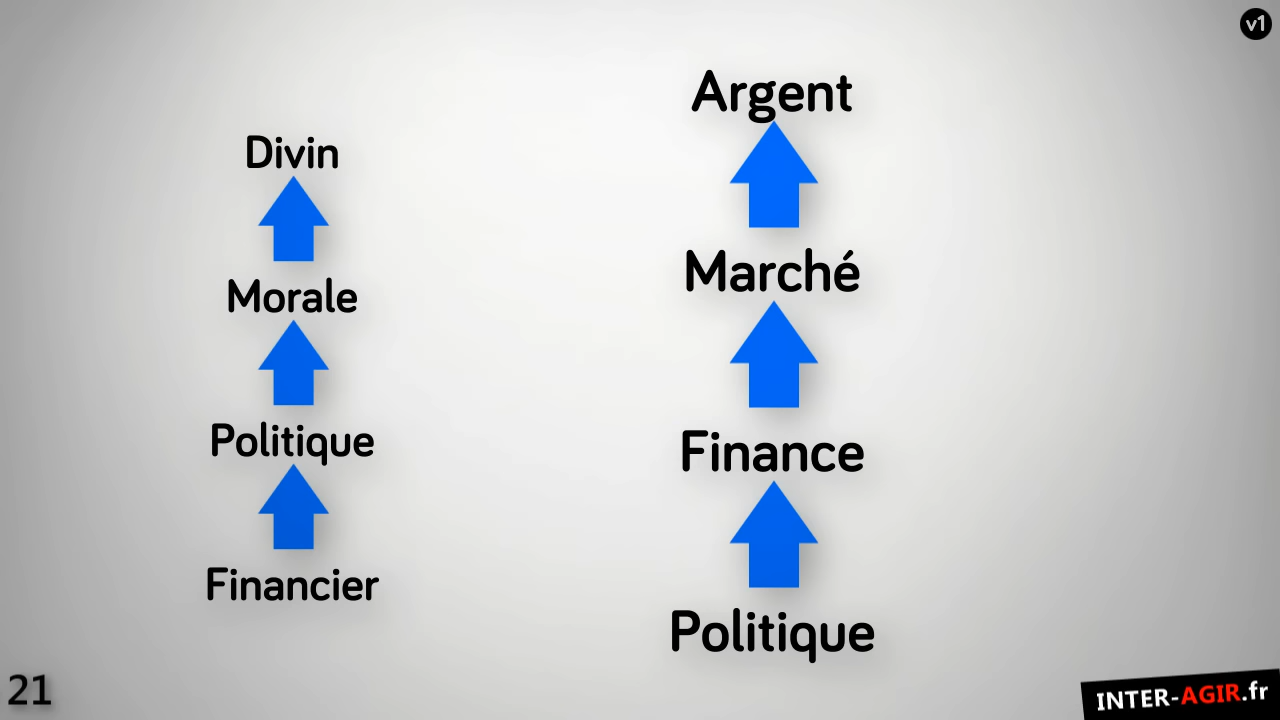 v1
Divin
Morale
Politique
Financier
Argent
Marché
Finance
Politique
21
INTER-AGIR.fr